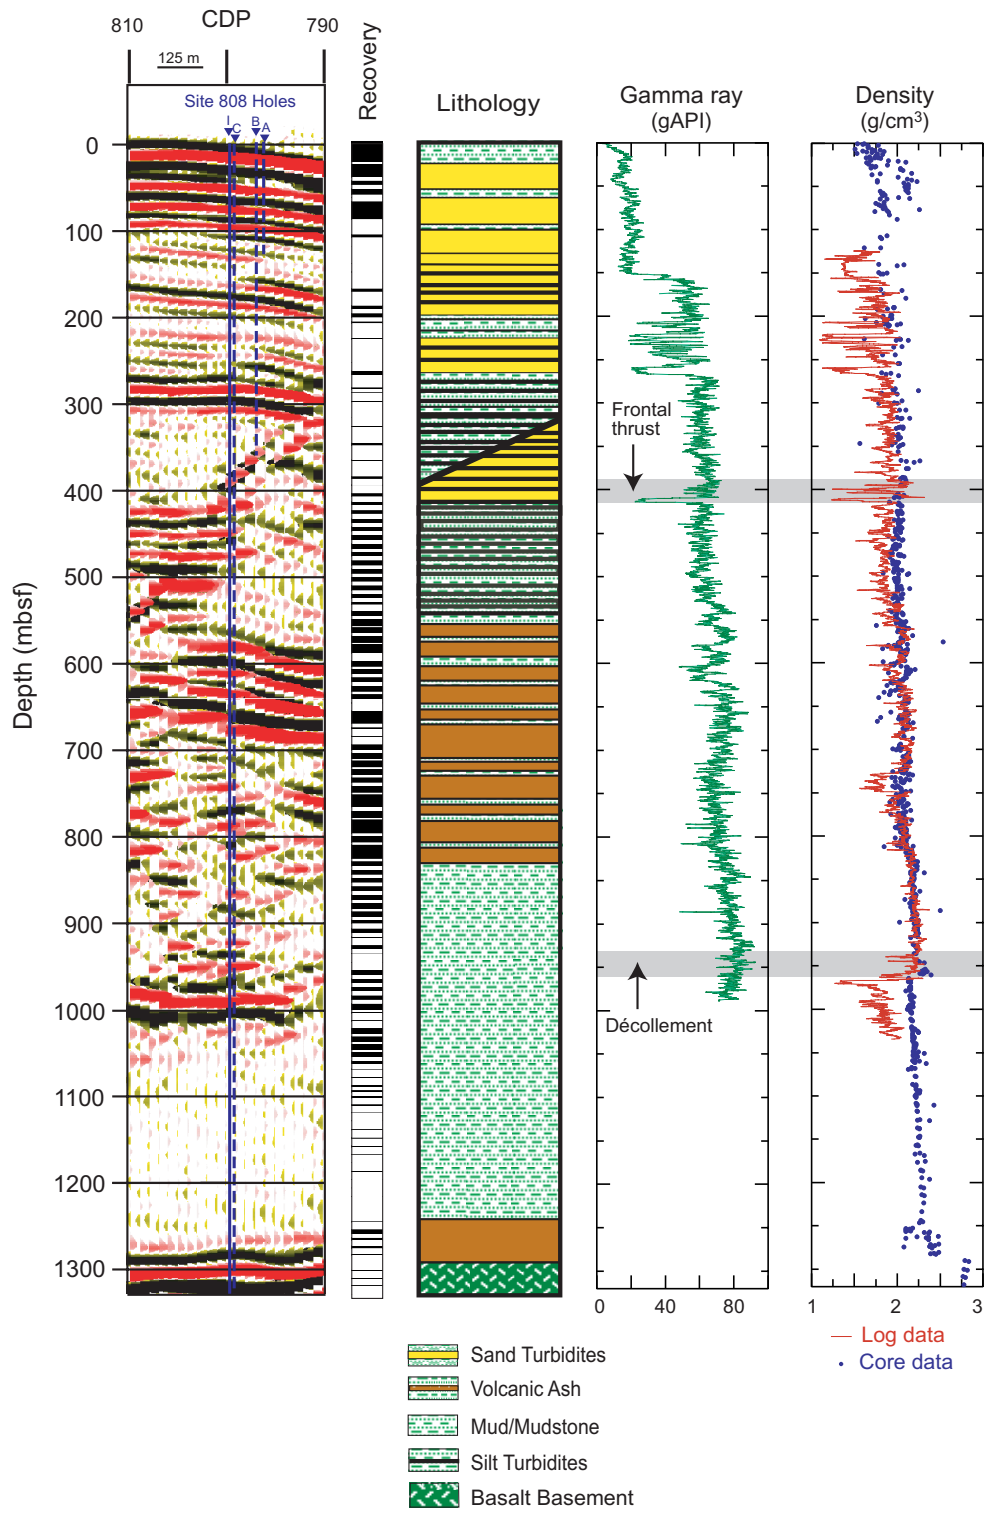 810
CDP
790
125 m
Site 808 Holes
I
C
B
A
Recovery
Lithology
Gamma ray
(gAPI)
Density
(g/cm³)
Depth (mbsf)
0
100
200
300
400
500
600
700
800
900
1000
1100
1200
1300
Frontal
thrust
Décollement
0
40
80
1
2
3
Log data
Core data
Sand Turbidites
Volcanic Ash
Mud/Mudstone
Silt Turbidites
Basalt Basement